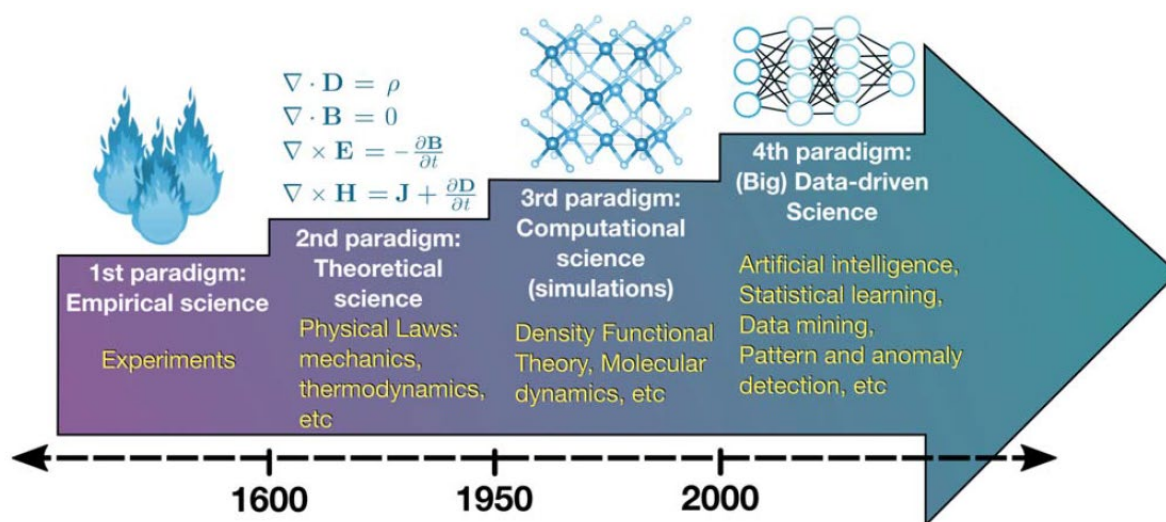 ∇ · D = ρ
∇ · B = 0
∇ × E = −∂B/∂t
∇ × H = J + ∂D/∂t
1st paradigm:
Empirical science
Experiments
2nd paradigm:
Theoretical
science
Physical Laws:
mechanics,
thermodynamics,
etc
3rd paradigm:
Computational
science
(simulations)
Density Functional
Theory, Molecular
dynamics, etc
4th paradigm:
(Big) Data-driven
Science
Artificial intelligence,
Statistical learning,
Data mining,
Pattern and anomaly
detection, etc
1600
1950
2000